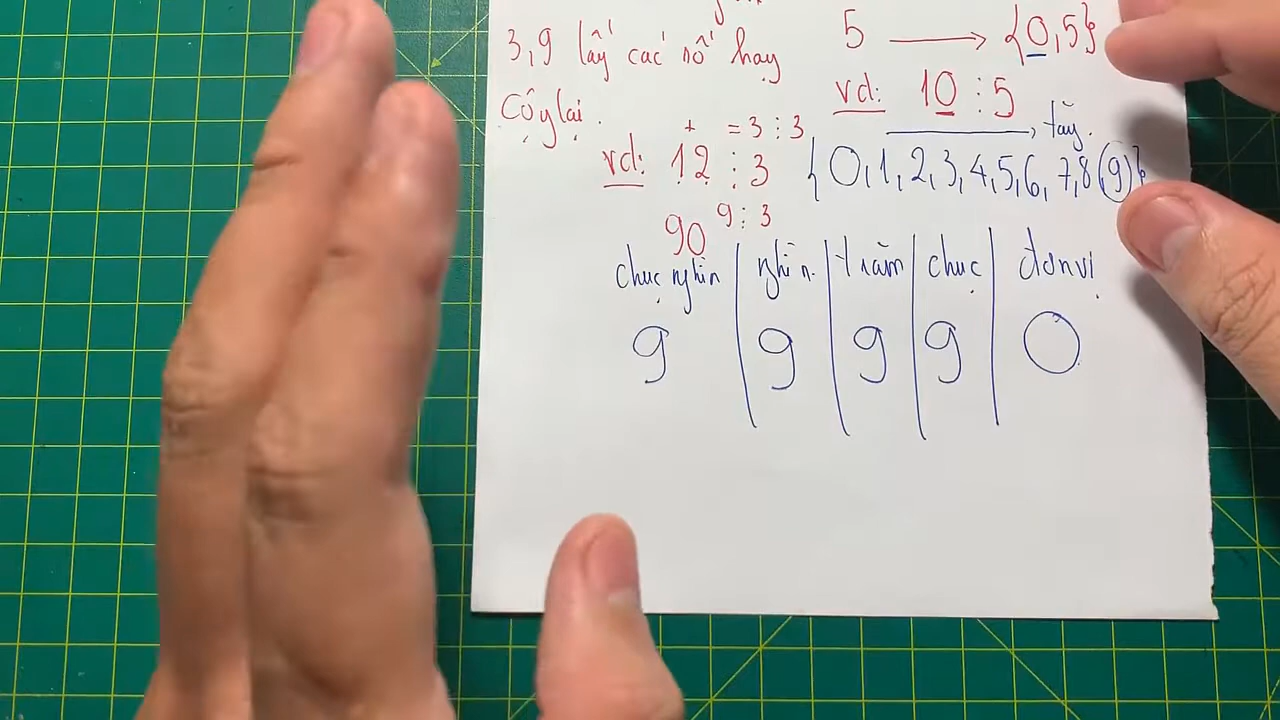 3,9 lấy các số hay
cộng lại.
5 → {0,5}
vd: 10 ⋮ 5
+ = 3 ⋮ 3
vd: 12 ⋮ 3
{0,1,2,3,4,5,6,7,8,9}
9 ⋮ 3
90
chục nghìn | nghìn. | trăm | chục | đơn vị
9 | 9 | 9 | 9 | 0